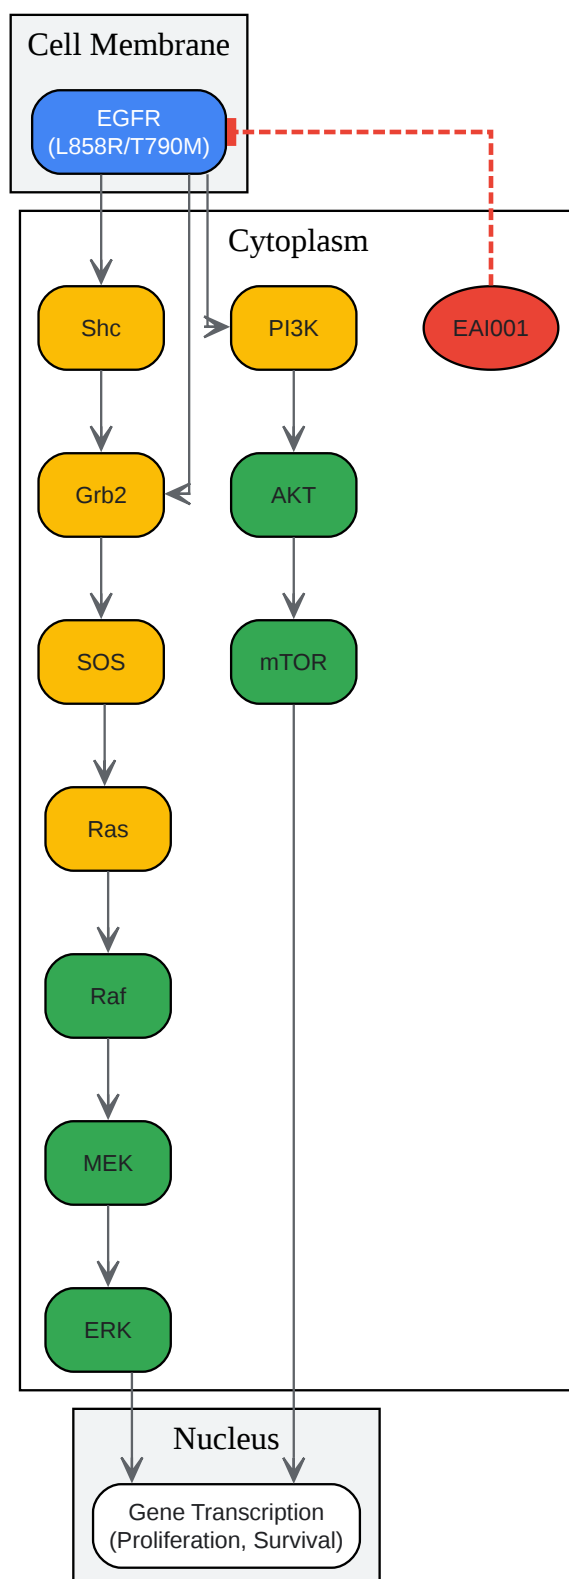 Cell Membrane
EGFR
(L858R/T790M)
Cytoplasm
Shc
PI3K
EAI001
Grb2
AKT
SOS
mTOR
Ras
Raf
MEK
ERK
Nucleus
Gene Transcription
(Proliferation, Survival)